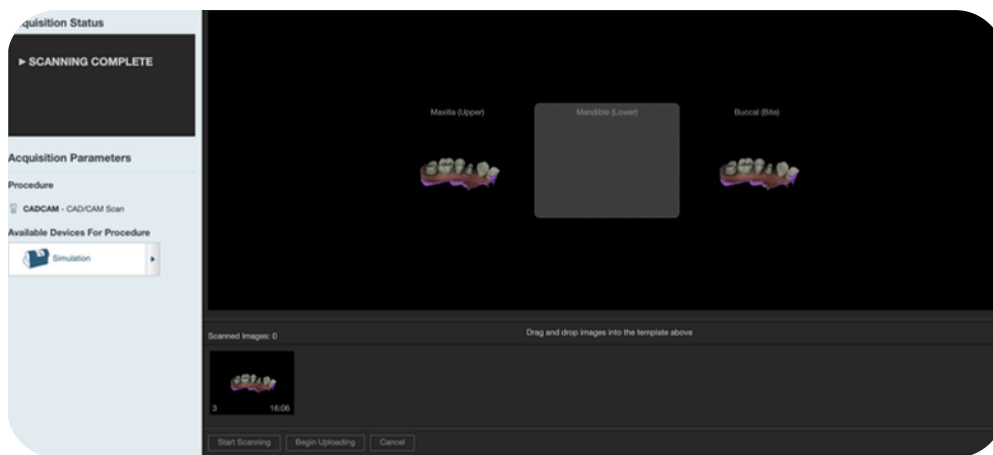 quisition Status
▸ SCANNING COMPLETE
Acquisition Parameters
Procedure
CADCAM - CAD/CAM Scan
Available Devices For Procedure
Simulation
Maxilla (Upper)
Mandible (Lower)
Buccal (Bite)
Scanned Images: 0
Drag and drop images into the template above
3
16:06
Start Scanning
Begin Uploading
Cancel